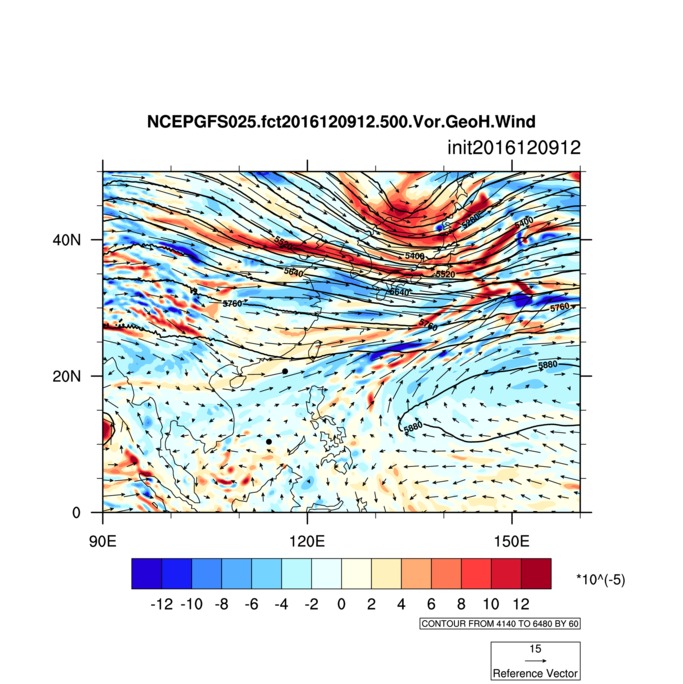 NCEPGFS025.fct2016120912.500.Vor.GeoH.Wind
init2016120912
5400
5400
5520
5640
5640
5760
5760
5760
5880
5880
40N
20N
0
90E 120E 150E
-12 -10 -8 -6 -4 -2 0 2 4 6 8 10 12
*10^(-5)
CONTOUR FROM 4140 TO 6480 BY 60
15
Reference Vector